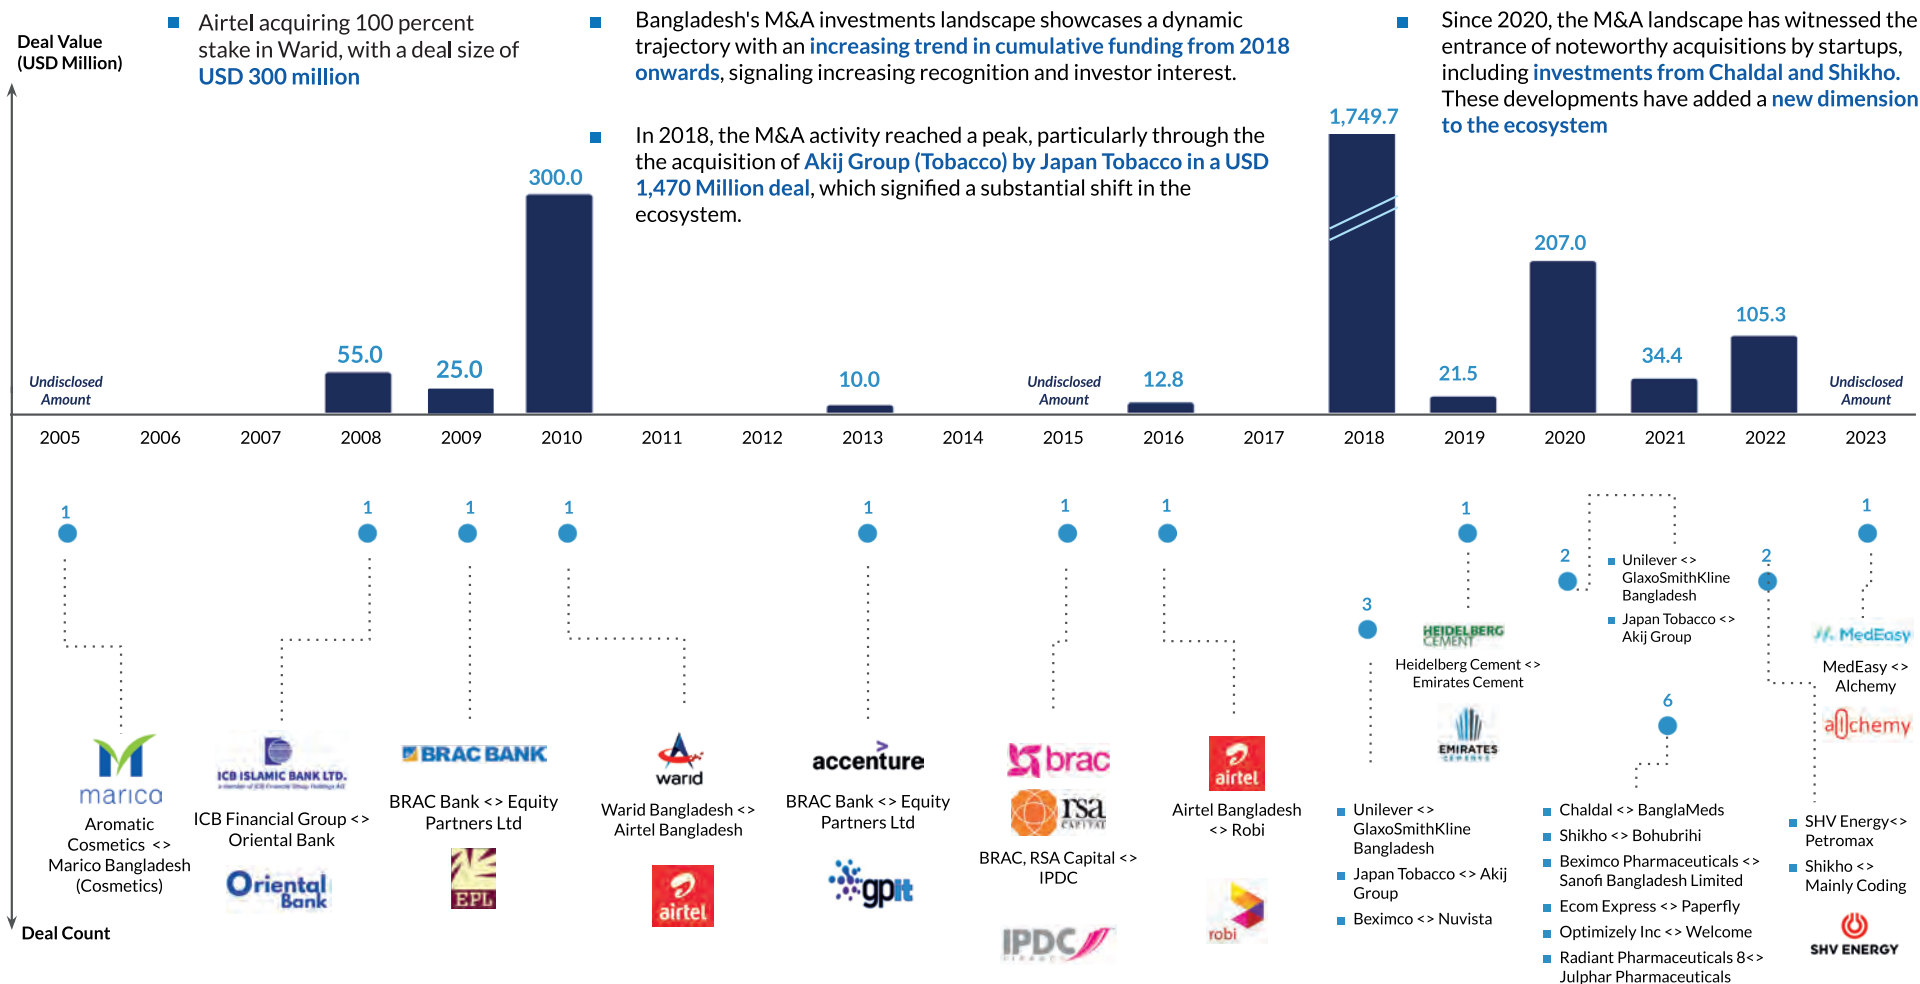 Deal Value
(USD Million)
Airtel acquiring 100 percent
stake in Warid, with a deal size of
USD 300 million
Bangladesh's M&A investments landscape showcases a dynamic
trajectory with an increasing trend in cumulative funding from 2018
onwards, signaling increasing recognition and investor interest.
In 2018, the M&A activity reached a peak, particularly through the
the acquisition of Akij Group (Tobacco) by Japan Tobacco in a USD
1,470 Million deal, which signified a substantial shift in the
ecosystem.
Since 2020, the M&A landscape has witnessed the
entrance of noteworthy acquisitions by startups,
including investments from Chaldal and Shikho.
These developments have added a new dimension
to the ecosystem
Undisclosed
Amount
55.0
25.0
300.0
10.0
Undisclosed
Amount
12.8
1,749.7
21.5
207.0
34.4
105.3
Undisclosed
Amount
2005 2006 2007 2008 2009 2010 2011 2012 2013 2014 2015 2016 2017 2018 2019 2020 2021 2022 2023
1 1 1 1 1 1 1 3 1 2 6 2 1
marico
Aromatic
Cosmetics <>
Marico Bangladesh
(Cosmetics)
ICB ISLAMIC BANK LTD.
a member of ICB Financial Group Holdings AG
ICB Financial Group <>
Oriental Bank
Oriental
Bank
BRAC BANK
BRAC Bank <> Equity
Partners Ltd
EPL
warid
Warid Bangladesh <>
Airtel Bangladesh
airtel
accenture
BRAC Bank <> Equity
Partners Ltd
gpit
brac
rsa
CAPITAL
BRAC, RSA Capital <>
IPDC
IPDC
FINANCE
airtel
Airtel Bangladesh
<> Robi
robi
Unilever <>
GlaxoSmithKline
Bangladesh
Japan Tobacco <> Akij
Group
Beximco <> Nuvista
HEIDELBERG
CEMENT
Heidelberg Cement <>
Emirates Cement
EMIRATES
CEMENTS
Unilever <>
GlaxoSmithKline
Bangladesh
Japan Tobacco <>
Akij Group
Chaldal <> BanglaMeds
Shikho <> Bohubrihi
Beximco Pharmaceuticals <>
Sanofi Bangladesh Limited
Ecom Express <> Paperfly
Optimizely Inc <> Welcome
Radiant Pharmaceuticals 8<>
Julphar Pharmaceuticals
SHV Energy<>
Petromax
Shikho <>
Mainly Coding
SHV ENERGY
MedEasy
MedEasy <>
Alchemy
alchemy
Deal Count